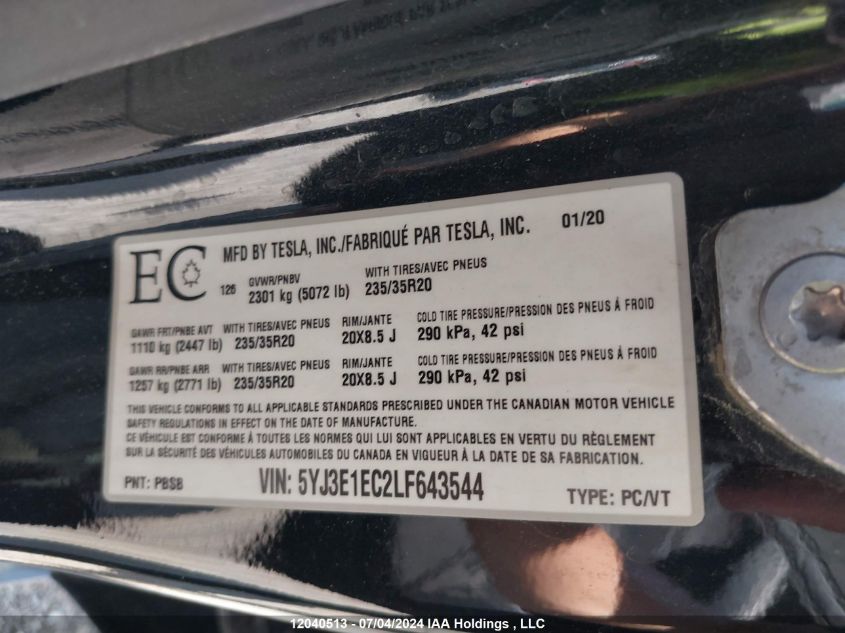 MFD BY TESLA, INC./FABRIQUÉ PAR TESLA, INC. 01/20
EC 126 GVWR/PNBV WITH TIRES/AVEC PNEUS
2301 kg (5072 lb) 235/35R20
GAWR FRT/PNBE AVT WITH TIRES/AVEC PNEUS RIM/JANTE COLD TIRE PRESSURE/PRESSION DES PNEUS À FROID
1110 kg (2447 lb) 235/35R20 20X8.5 J 290 kPa, 42 psi
GAWR RR/PNBE ARR WITH TIRES/AVEC PNEUS RIM/JANTE COLD TIRE PRESSURE/PRESSION DES PNEUS À FROID
1257 kg (2771 lb) 235/35R20 20X8.5 J 290 kPa, 42 psi
THIS VEHICLE CONFORMS TO ALL APPLICABLE STANDARDS PRESCRIBED UNDER THE CANADIAN MOTOR VEHICLE
SAFETY REGULATIONS IN EFFECT ON THE DATE OF MANUFACTURE.
CE VÉHICULE EST CONFORME À TOUTES LES NORMES QUI LUI SONT APPLICABLES EN VERTU DU RÈGLEMENT
SUR LA SÉCURITÉ DES VÉHICULES AUTOMOBILES DU CANADA EN VIGUEUR À LA DATE DE SA FABRICATION.
PNT: PBSB VIN: 5YJ3E1EC2LF643544 TYPE: PC/VT
12040513 - 07/04/2024 IAA Holdings , LLC